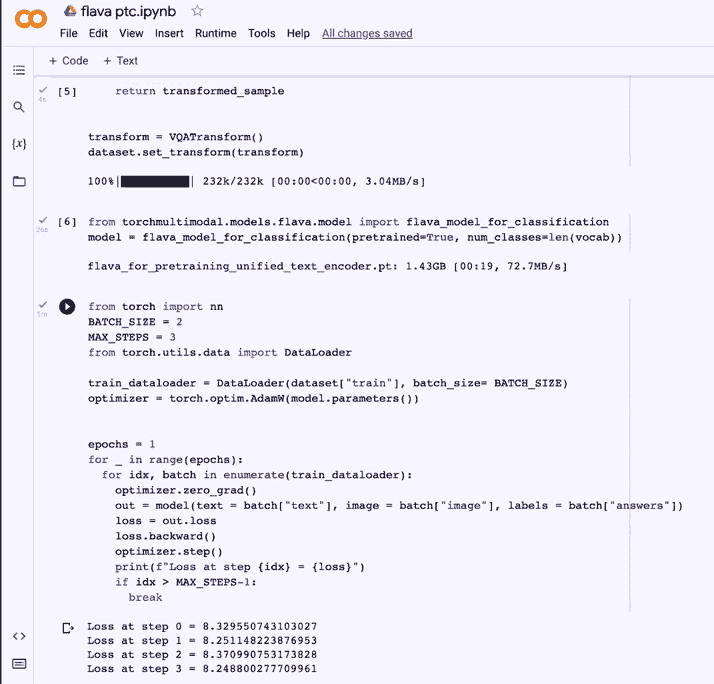 flava ptc.ipynb
File Edit View Insert Runtime Tools Help All changes saved
+ Code + Text
4s [5] return transformed_sample
transform = VQATransform()
dataset.set_transform(transform)
100%|██████████| 232k/232k [00:00<00:00, 3.04MB/s]
{x}
26s [6] from torchmultimodal.models.flava.model import flava_model_for_classification
model = flava_model_for_classification(pretrained=True, num_classes=len(vocab))
flava_for_pretraining_unified_text_encoder.pt: 1.43GB [00:19, 72.7MB/s]
1m from torch import nn
BATCH_SIZE = 2
MAX_STEPS = 3
from torch.utils.data import DataLoader
train_dataloader = DataLoader(dataset["train"], batch_size= BATCH_SIZE)
optimizer = torch.optim.AdamW(model.parameters())
epochs = 1
for _ in range(epochs):
for idx, batch in enumerate(train_dataloader):
optimizer.zero_grad()
out = model(text = batch["text"], image = batch["image"], labels = batch["answers"])
loss = out.loss
loss.backward()
optimizer.step()
print(f"Loss at step {idx} = {loss}")
if idx > MAX_STEPS-1:
break
Loss at step 0 = 8.329550743103027
Loss at step 1 = 8.251148223876953
Loss at step 2 = 8.370990753173828
Loss at step 3 = 8.248800277709961